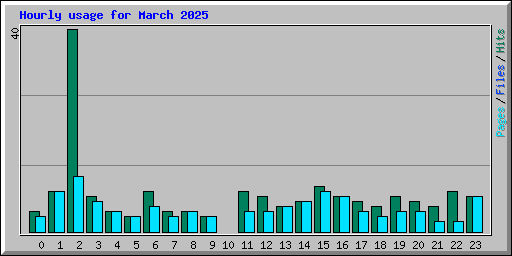 Hourly usage for March 2025
40
Pages/Files/Hits
0 1 2 3 4 5 6 7 8 9 10 11 12 13 14 15 16 17 18 19 20 21 22 23